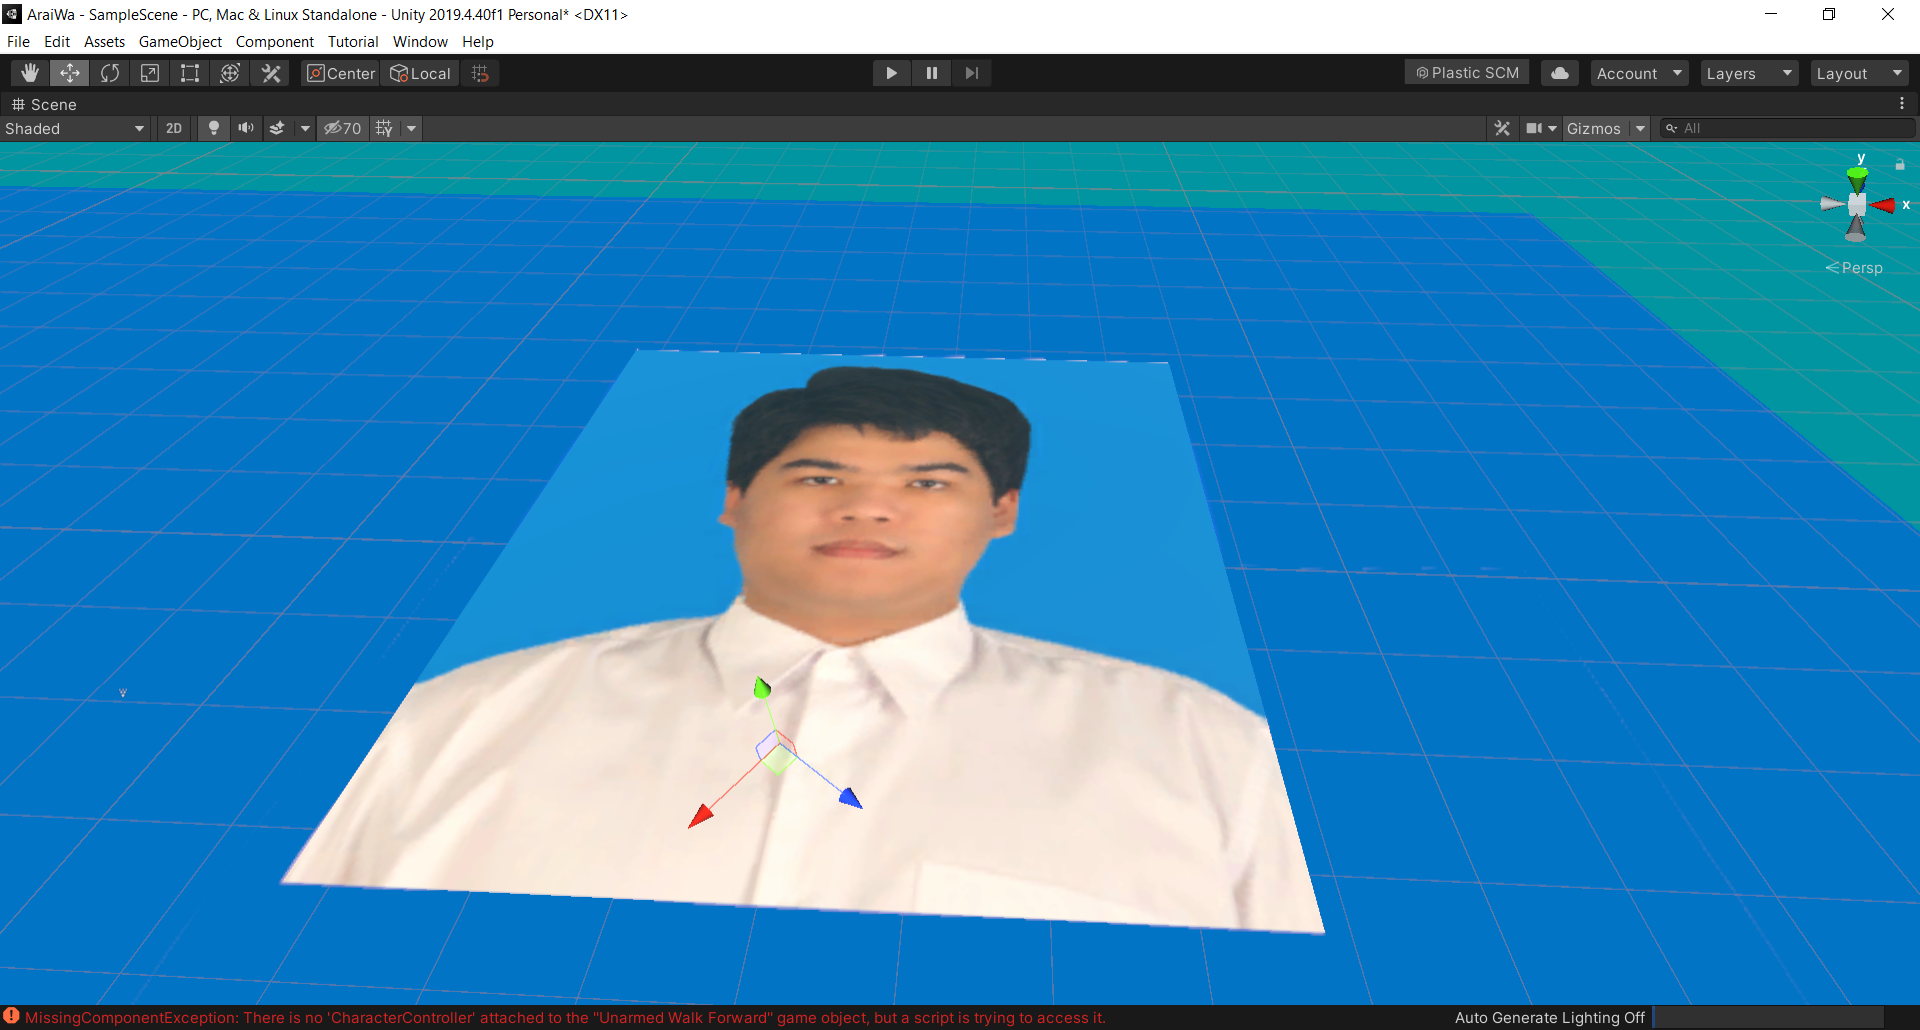 AraiWa - SampleScene - PC, Mac & Linux Standalone - Unity 2019.4.40f1 Personal* <DX11>
File Edit Assets GameObject Component Tutorial Window Help
Center Local Plastic SCM Account Layers Layout
Scene
Shaded 2D 70 Gizmos All
y
x
Persp
MissingComponentException: There is no 'CharacterController' attached to the "Unarmed Walk Forward" game object, but a script is trying to access it. Auto Generate Lighting Off